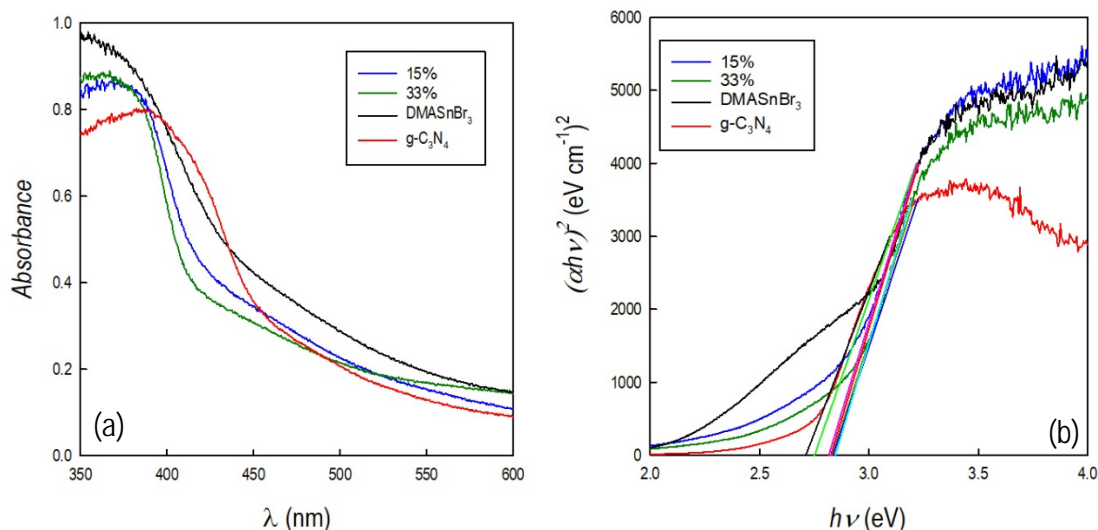 1.0
0.8
0.6
0.4
0.2
0.0
Absorbance
15%
33%
DMASnBr₃
g-C₃N₄
(a)
350 400 450 500 550 600
λ (nm)
6000
5000
4000
3000
2000
1000
0
(αhν)² (eV cm⁻¹)²
15%
33%
DMASnBr₃
g-C₃N₄
(b)
2.0 2.5 3.0 3.5 4.0
hν (eV)